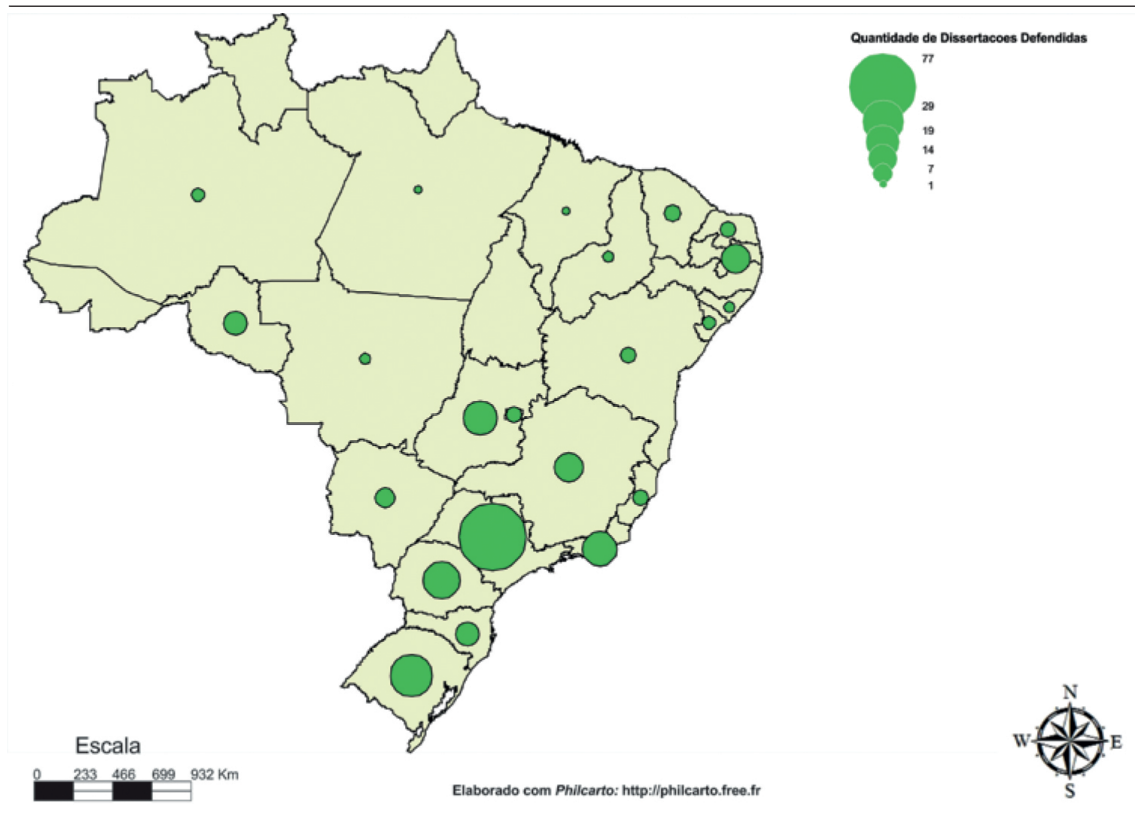 Quantidade de Dissertacoes Defendidas
77
29
19
14
7
1
Escala
0 233 466 699 932 Km
Elaborado com Philcarto: http://philcarto.free.fr
N
W E
S